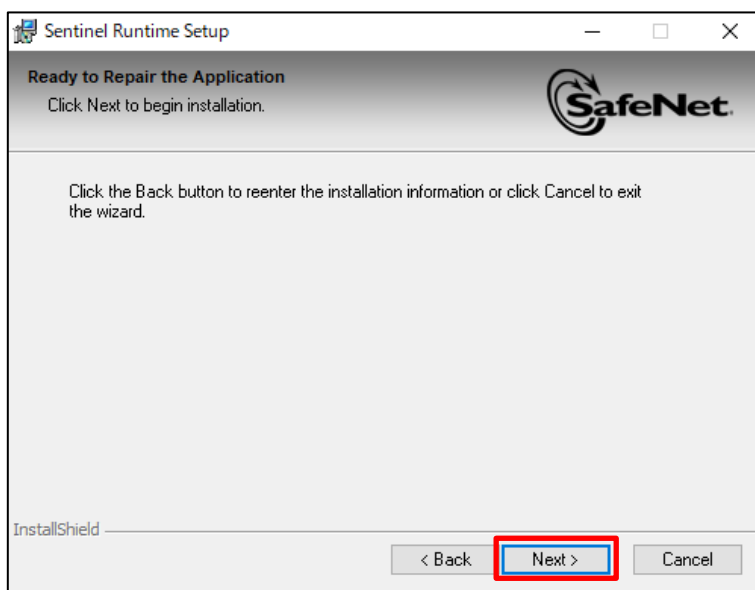 Sentinel Runtime Setup
Ready to Repair the Application
Click Next to begin installation.
SafeNet.
Click the Back button to reenter the installation information or click Cancel to exit
the wizard.
InstallShield
< Back Next > Cancel